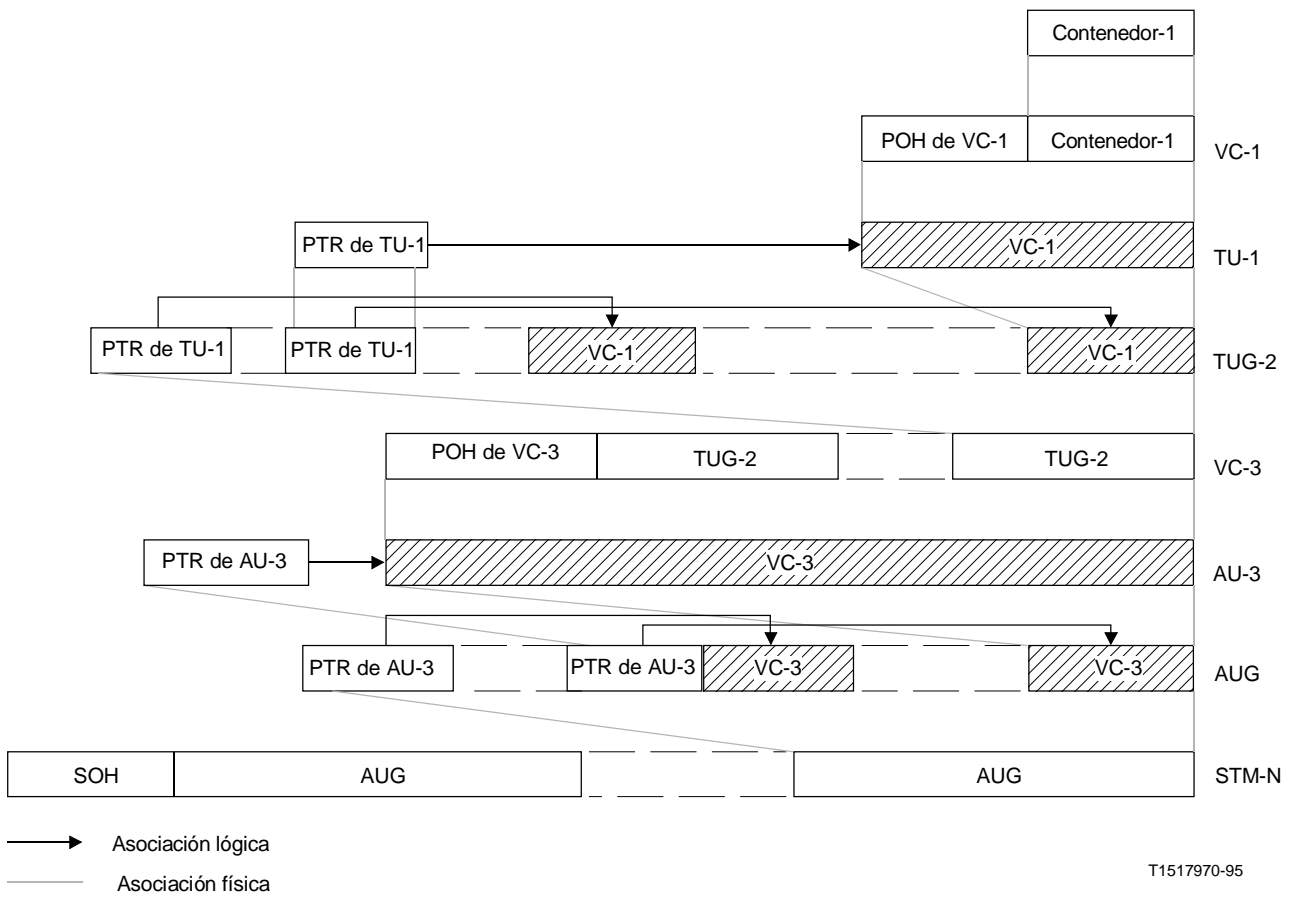 Contenedor-1
POH de VC-1 Contenedor-1 VC-1
PTR de TU-1 VC-1 TU-1
PTR de TU-1 PTR de TU-1 VC-1 VC-1 TUG-2
POH de VC-3 TUG-2 TUG-2 VC-3
PTR de AU-3 VC-3 AU-3
PTR de AU-3 PTR de AU-3 VC-3 VC-3 AUG
SOH AUG AUG STM-N
Asociación lógica
Asociación física
T1517970-95